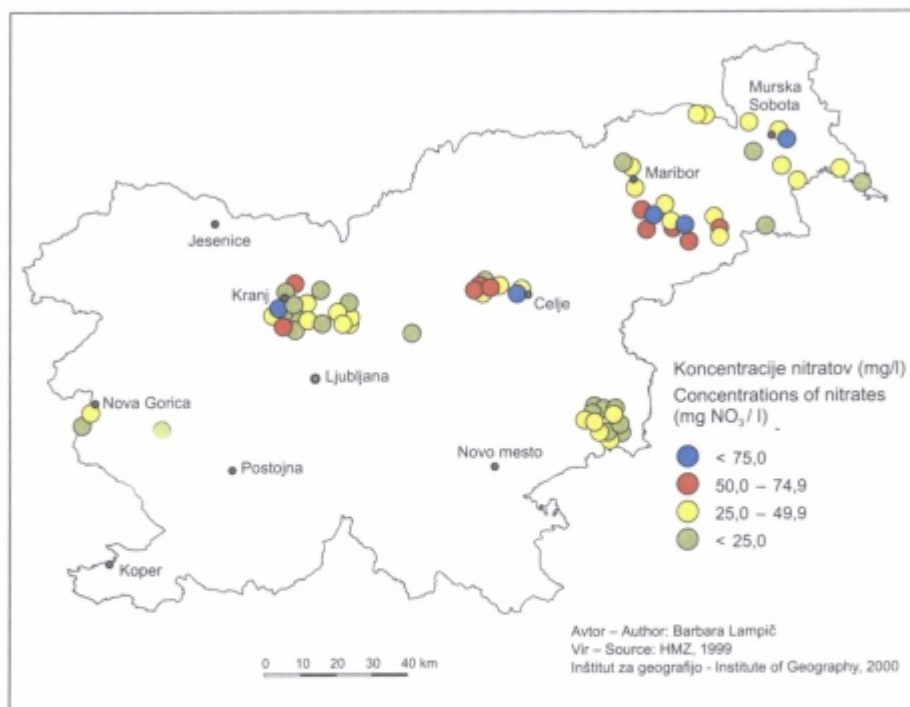 Murska
Sobota
Maribor
Jesenice
Kranj
Celje
Ljubljana
Nova Gorica
Postojna
Novo mesto
Koper
Koncentracije nitratov (mg/l)
Concentrations of nitrates
(mg NO₃ / l)
< 75,0
50,0 – 74,9
25,0 – 49,9
< 25,0
0 10 20 30 40 km
Avtor – Author: Barbara Lampič
Vir – Source: HMZ, 1999
Inštitut za geografijo - Institute of Geography, 2000